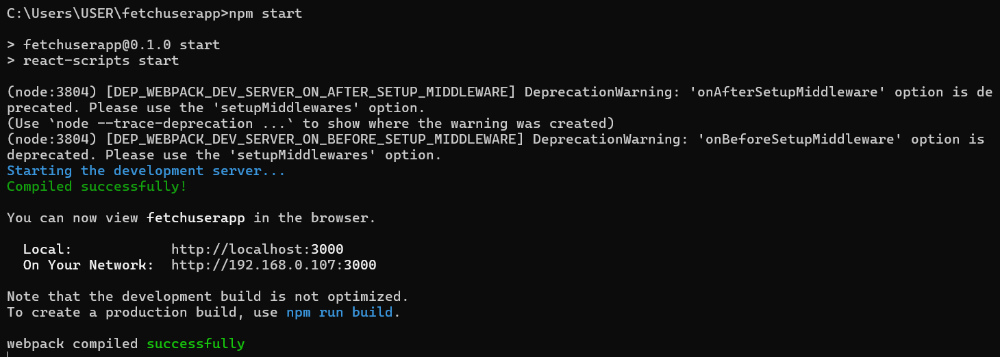 C:\Users\USER\fetchuserapp>npm start
> fetchuserapp@0.1.0 start
> react-scripts start
(node:3804) [DEP_WEBPACK_DEV_SERVER_ON_AFTER_SETUP_MIDDLEWARE] DeprecationWarning: 'onAfterSetupMiddleware' option is de
precated. Please use the 'setupMiddlewares' option.
(Use `node --trace-deprecation ...` to show where the warning was created)
(node:3804) [DEP_WEBPACK_DEV_SERVER_ON_BEFORE_SETUP_MIDDLEWARE] DeprecationWarning: 'onBeforeSetupMiddleware' option is
deprecated. Please use the 'setupMiddlewares' option.
Starting the development server...
Compiled successfully!
You can now view fetchuserapp in the browser.
Local: http://localhost:3000
On Your Network: http://192.168.0.107:3000
Note that the development build is not optimized.
To create a production build, use npm run build.
webpack compiled successfully